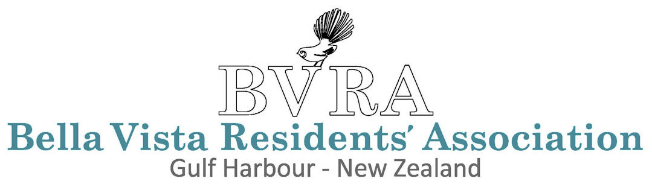 BVRA
Bella Vista Residents' Association
Gulf Harbour - New Zealand